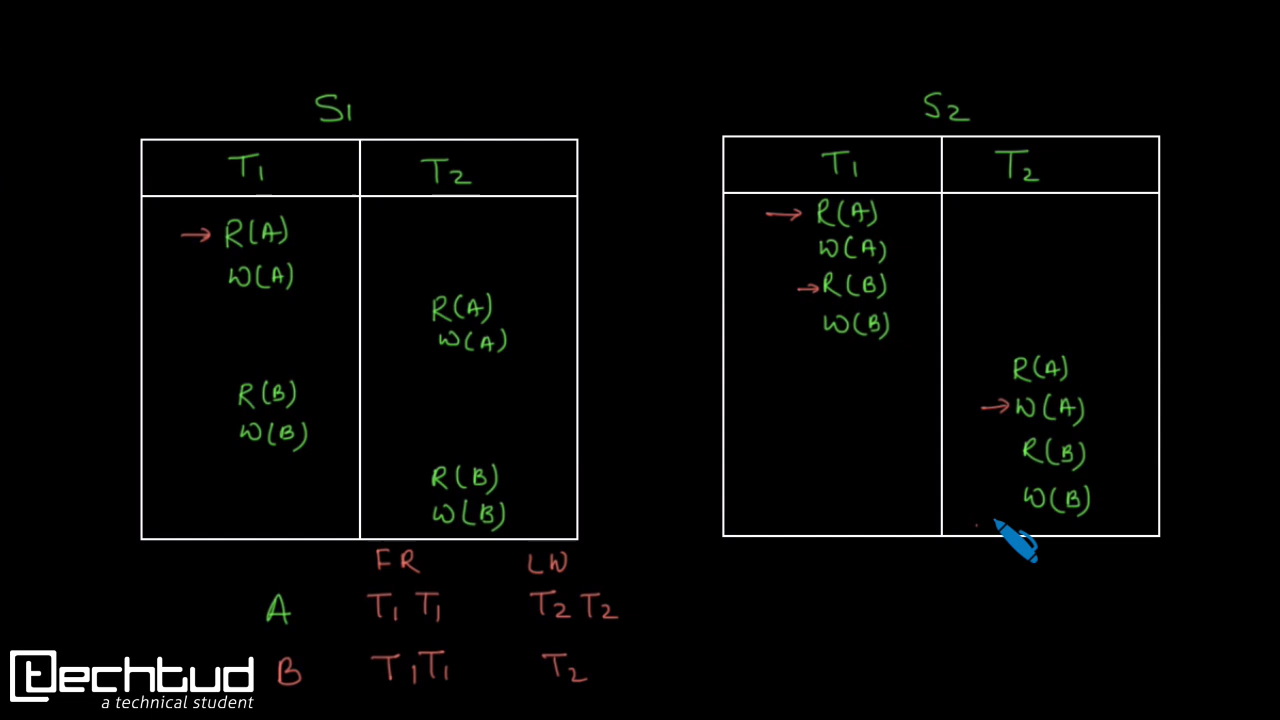 S1
T1 T2
→ R(A)
W(A)
R(A)
W(A)
R(B)
W(B)
R(B)
W(B)
FR LW
A T1 T1 T2 T2
B T1 T1 T2
S2
T1 T2
→ R(A)
W(A)
→ R(B)
W(B)
R(A)
→ W(A)
R(B)
W(B)
techtud
a technical student